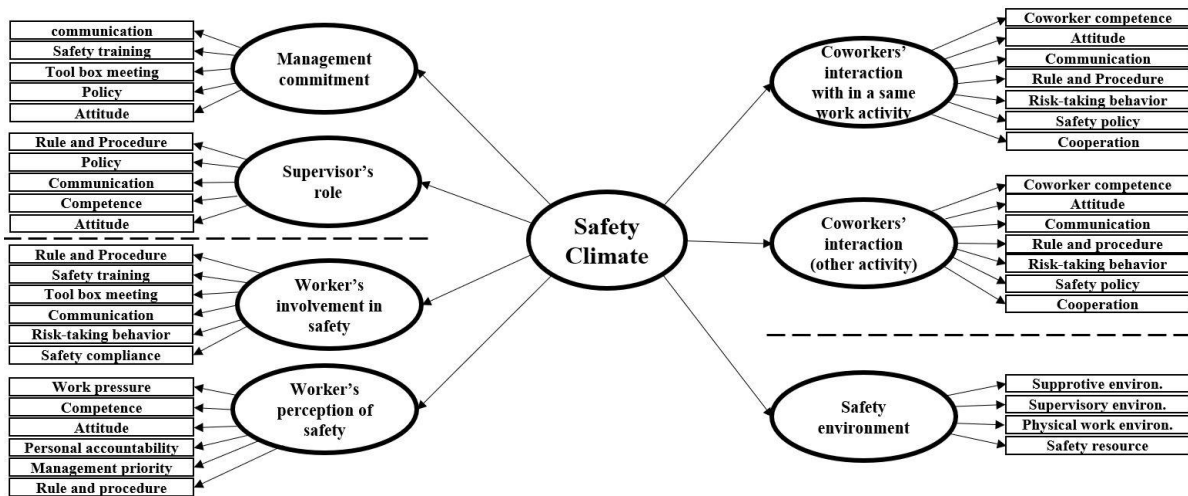 communication
Safety training
Tool box meeting
Policy
Attitude
Management
commitment
Rule and Procedure
Policy
Communication
Competence
Attitude
Supervisor's
role
Rule and Procedure
Safety training
Tool box meeting
Communication
Risk-taking behavior
Safety compliance
Worker's
involvement in
safety
Work pressure
Competence
Attitude
Personal accountability
Management priority
Rule and procedure
Worker's
perception of
safety
Safety
Climate
Coworkers'
interaction
with in a same
work activity
Coworker competence
Attitude
Communication
Rule and Procedure
Risk-taking behavior
Safety policy
Cooperation
Coworkers'
interaction
(other activity)
Coworker competence
Attitude
Communication
Rule and procedure
Risk-taking behavior
Safety policy
Cooperation
Safety
environment
Supprotive environ.
Supervisory environ.
Physical work environ.
Safety resource